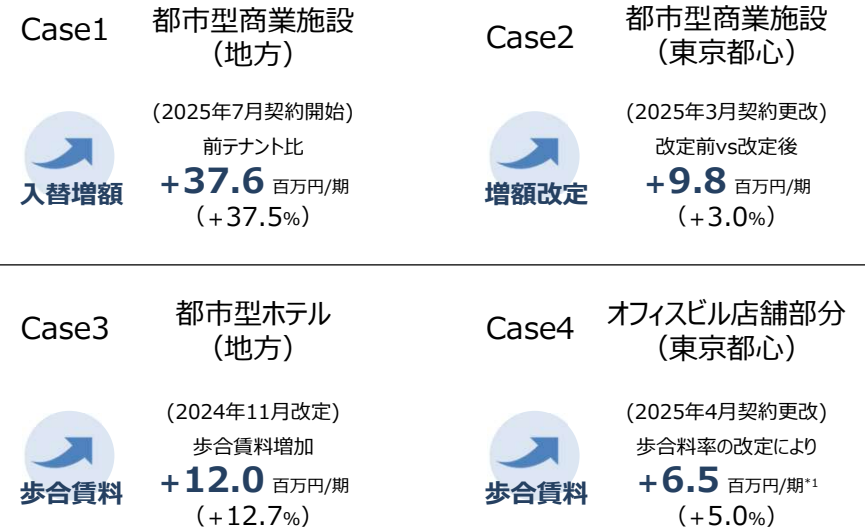 Case1
都市型商業施設
（地方）
(2025年7月契約開始)
前テナント比
入替増額
+37.6 百万円/期
（+37.5%）
Case2
都市型商業施設
（東京都心）
(2025年3月契約更改)
改定前vs改定後
増額改定
+9.8 百万円/期
（+3.0%）
Case3
都市型ホテル
（地方）
(2024年11月改定)
歩合賃料増加
歩合賃料
+12.0 百万円/期
（+12.7%）
Case4
オフィスビル店舗部分
（東京都心）
(2025年4月契約更改)
歩合料率の改定により
歩合賃料
+6.5 百万円/期*1
（+5.0%）